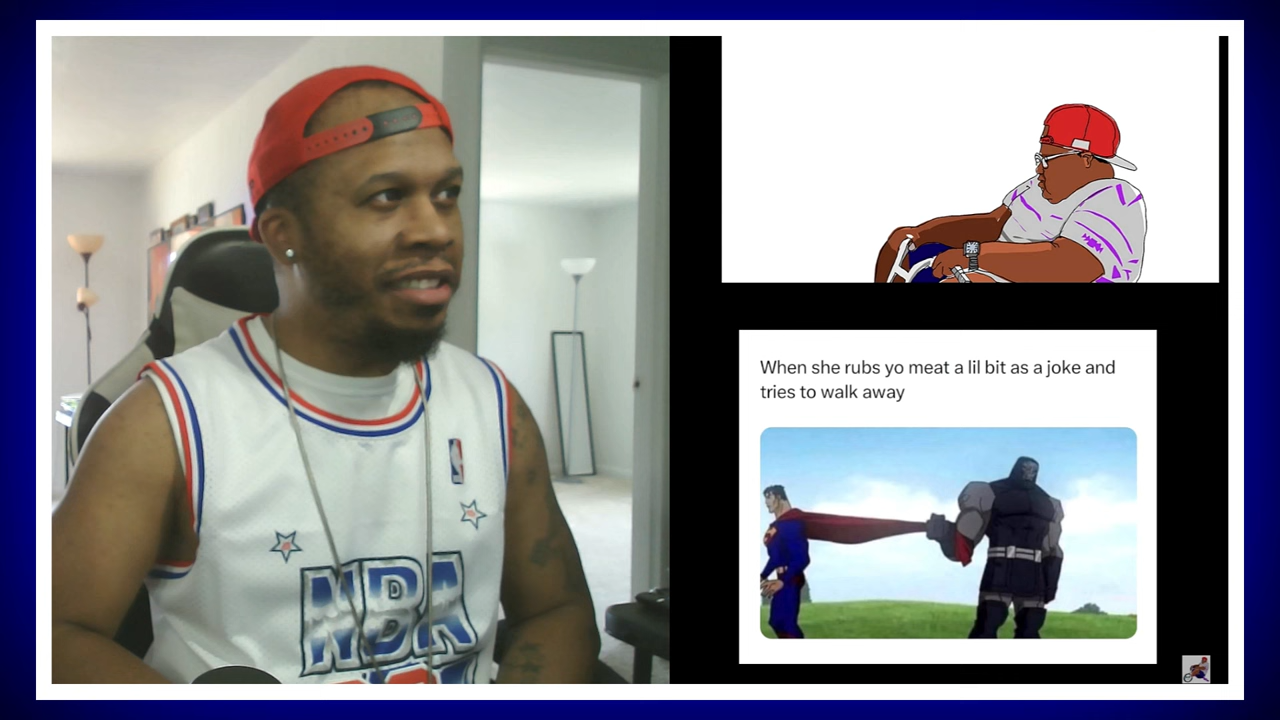 When she rubs yo meat a lil bit as a joke and
tries to walk away
NBA